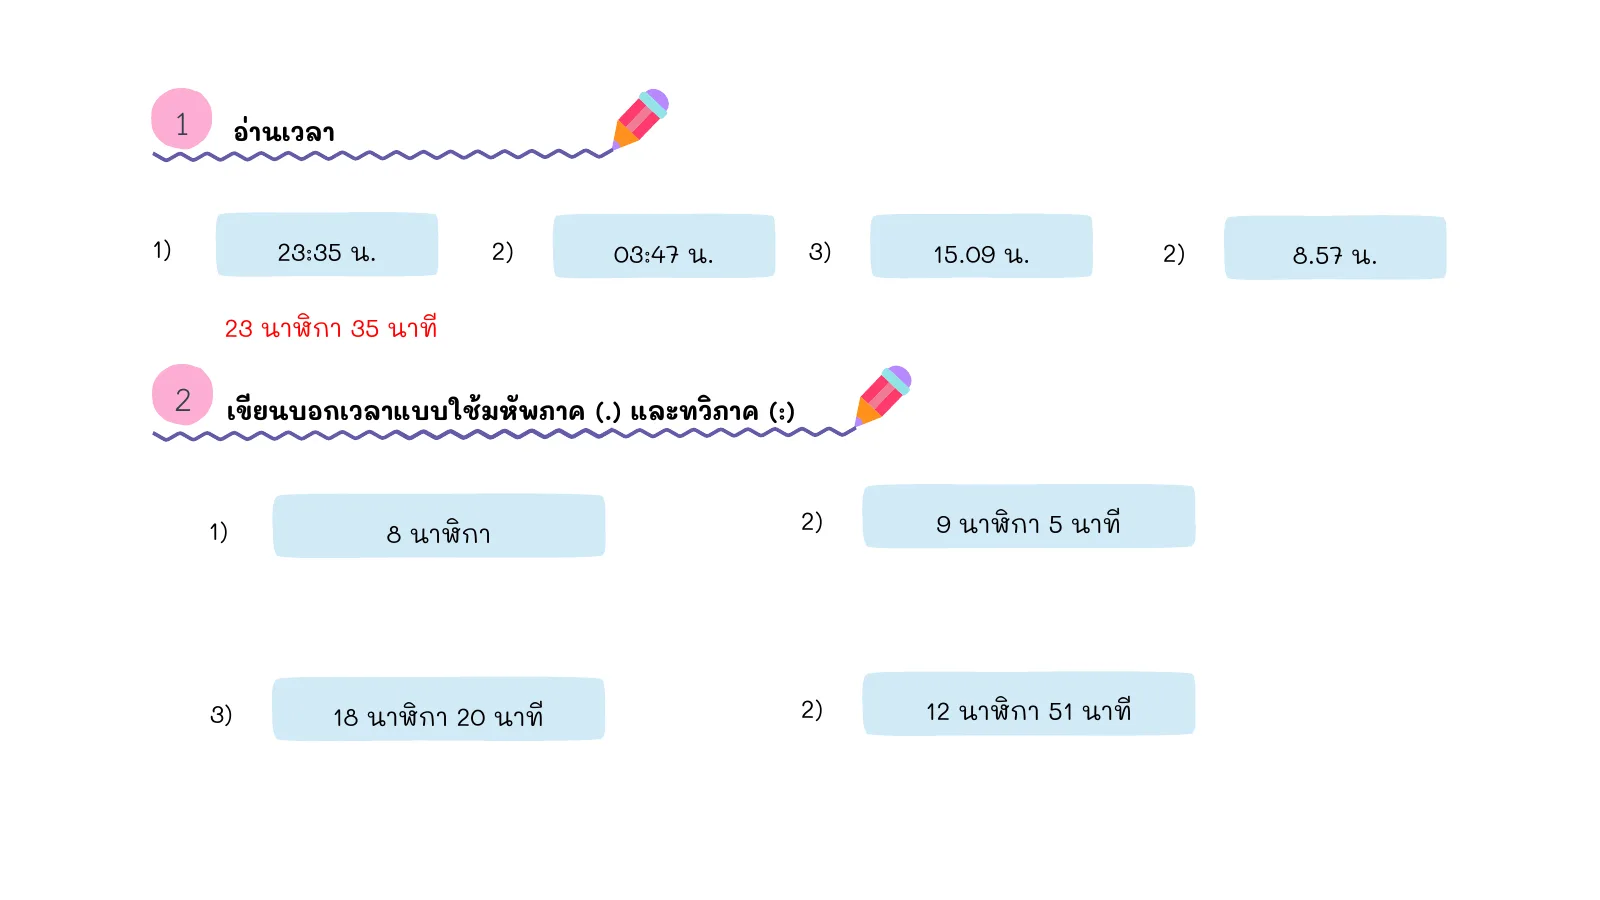 1 อ่านเวลา
1) 23:35 น. 2) 03:47 น. 3) 15.09 น. 2) 8.57 น.
23 นาฬิกา 35 นาที
2 เขียนบอกเวลาแบบใช้มหัพภาค (.) และทวิภาค (:)
1) 8 นาฬิกา 2) 9 นาฬิกา 5 นาที
3) 18 นาฬิกา 20 นาที 2) 12 นาฬิกา 51 นาที